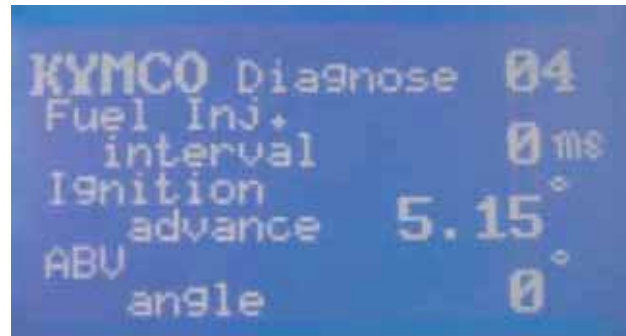 KYMCO Diagnose 04
Fuel Inj.
interval 0 ms
Ignition
advance 5.15°
ABV
angle 0°